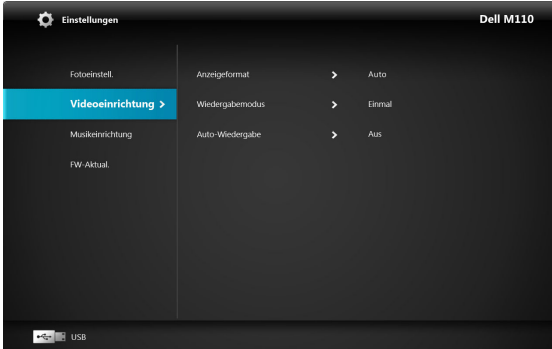 Einstellungen
Dell M110
Fotoeinstell.
Anzeigeformat > Auto
Videoeinrichtung >
Wiedergabemodus > Einmal
Musikeinrichtung
Auto-Wiedergabe > Aus
FW-Aktual.
USB